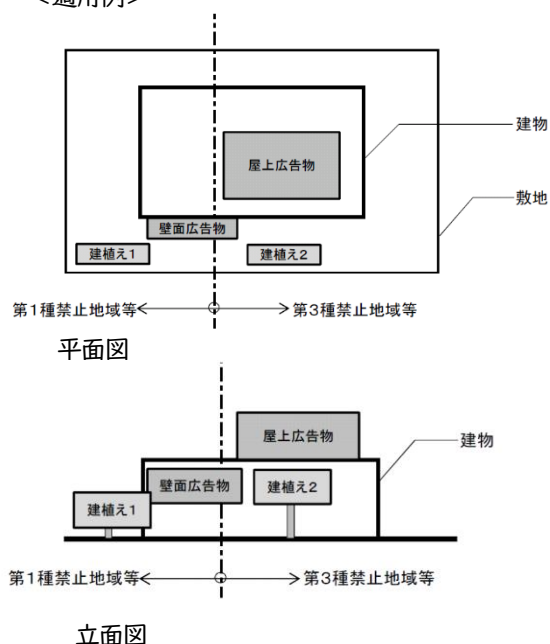 <適用例>
建物
屋上広告物
敷地
壁面広告物
建植え1
建植え2
第1種禁止地域等
第3種禁止地域等
平面図
屋上広告物
建物
壁面広告物
建植え2
建植え1
第1種禁止地域等
第3種禁止地域等
立面図